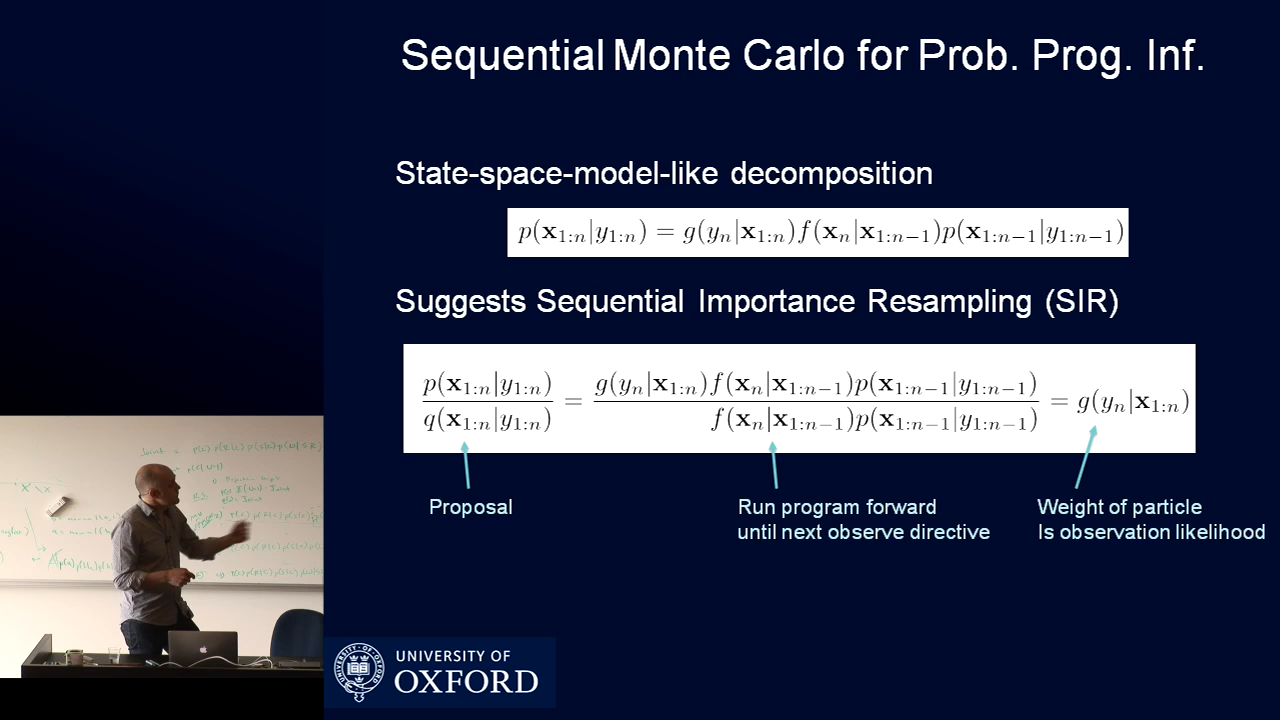 Sequential Monte Carlo for Prob. Prog. Inf.
State-space-model-like decomposition
p(x_{1:n}|y_{1:n}) = g(y_n|x_{1:n})f(x_n|x_{1:n−1})p(x_{1:n−1}|y_{1:n−1})
Suggests Sequential Importance Resampling (SIR)
p(x_{1:n}|y_{1:n}) / q(x_{1:n}|y_{1:n}) = g(y_n|x_{1:n})f(x_n|x_{1:n−1})p(x_{1:n−1}|y_{1:n−1}) / f(x_n|x_{1:n−1})p(x_{1:n−1}|y_{1:n−1}) = g(y_n|x_{1:n})
Proposal
Run program forward
until next observe directive
Weight of particle
Is observation likelihood
UNIVERSITY OF
OXFORD